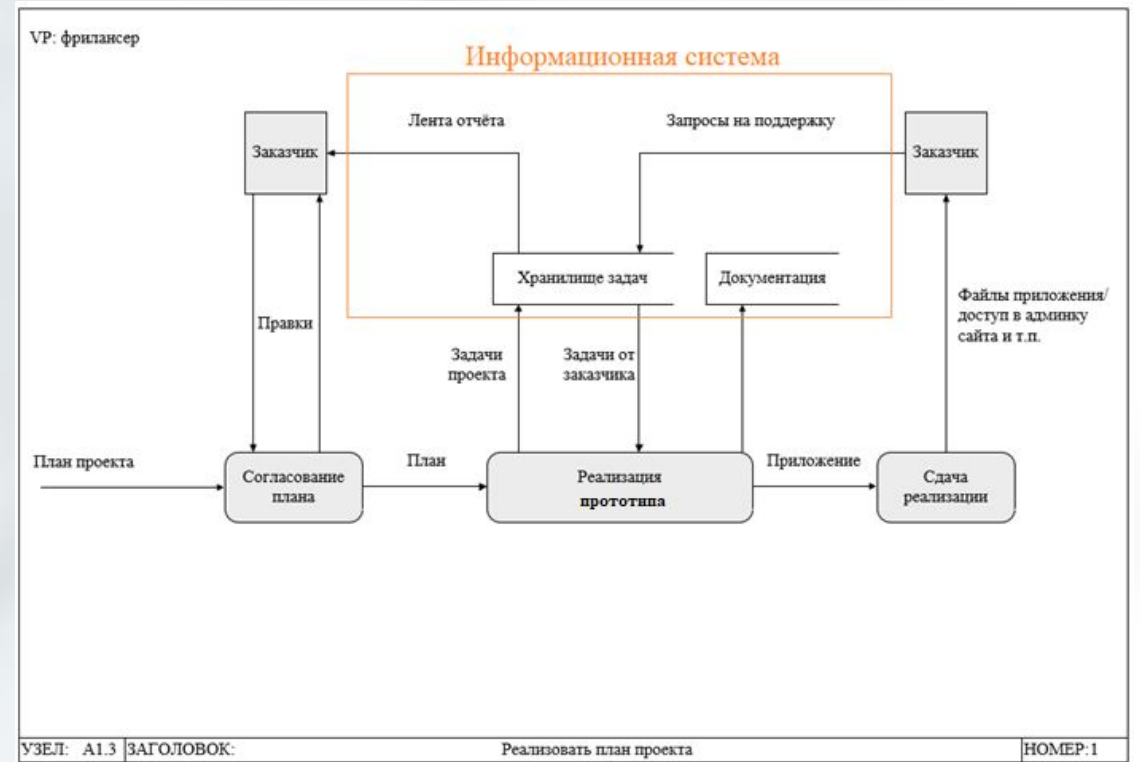 VP: фрилансер
Информационная система
Лента отчёта
Запросы на поддержку
Заказчик
Заказчик
Хранилище задач
Документация
Правки
Файлы приложения/
доступ в админку
сайта и т.п.
Задачи
проекта
Задачи от
заказчика
План проекта
Согласование
плана
План
Реализация
прототипа
Приложение
Сдача
реализации
УЗЕЛ: А1.3
ЗАГОЛОВОК:
Реализовать план проекта
НОМЕР:1